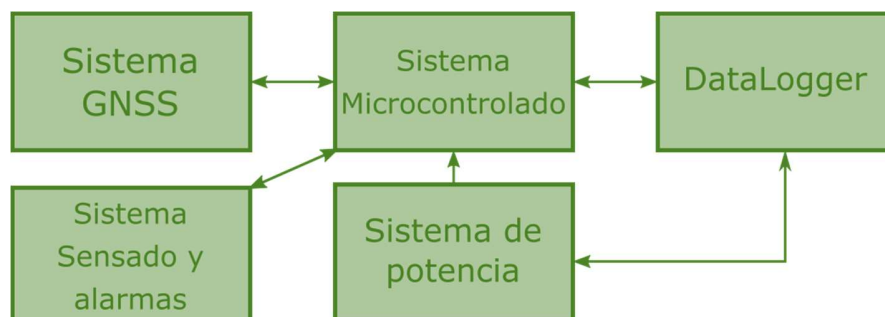 Sistema
GNSS
Sistema
Microcontrolado
DataLogger
Sistema
Sensado y
alarmas
Sistema de
potencia